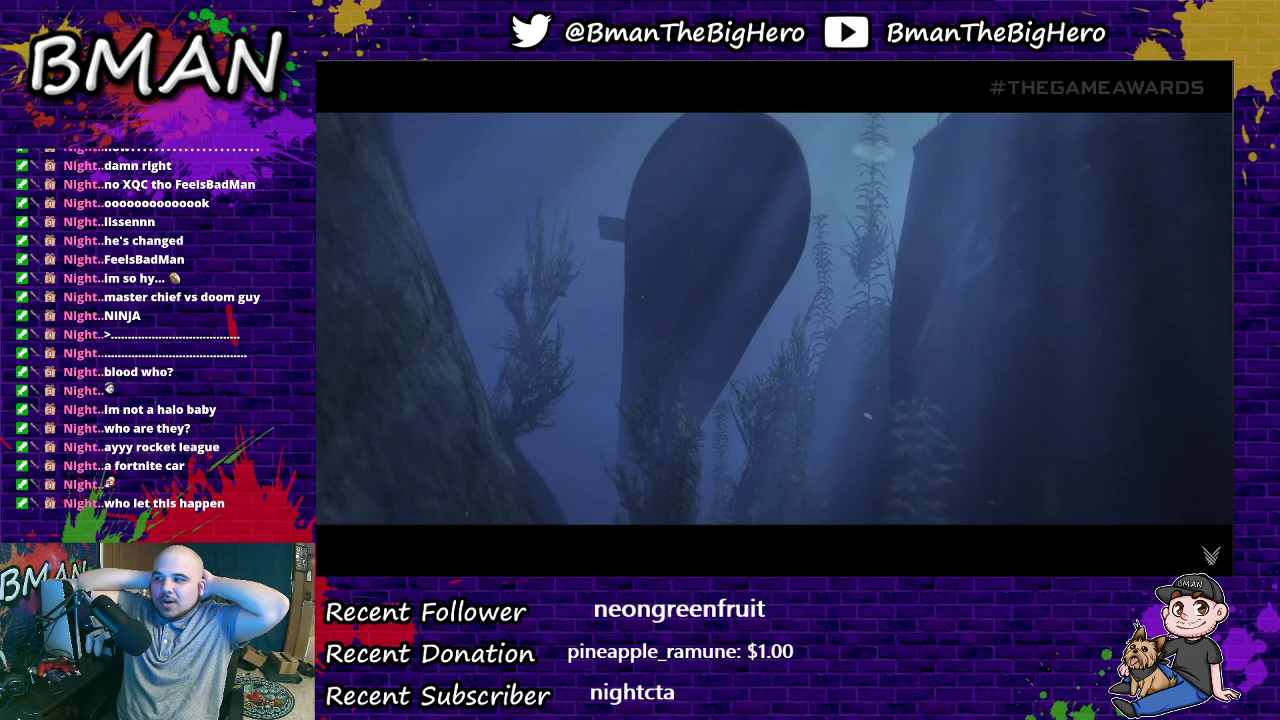 BMAN
@BmanTheBigHero
BmanTheBigHero
#THEGAMEAWARDS
Night..damn right
Night..no XQC tho FeelsBadMan
Night..ooooooooooooook
Night..lissennn
Night..he's changed
Night..FeelsBadMan
Night..im so hy...
Night..master chief vs doom guy
Night..NINJA
Night..>.......................................
Night...........................................
Night..blood who?
Night..
Night..im not a halo baby
Night..who are they?
Night..ayyy rocket league
Night..a fortnite car
Night..
Night..who let this happen
BMAN
BMAN
Recent Follower neongreenfruit
Recent Donation pineapple_ramune: $1.00
Recent Subscriber nightcta